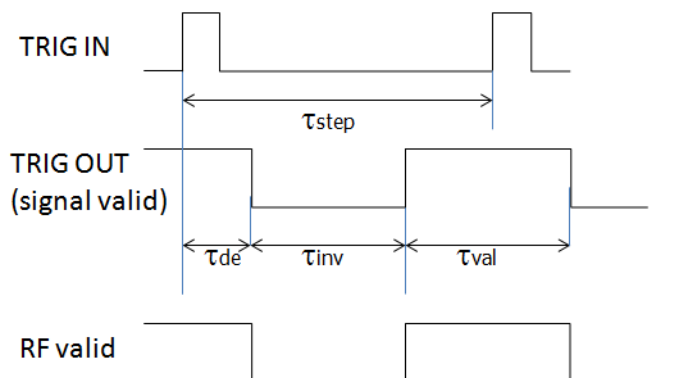 TRIG IN
τstep
TRIG OUT
(signal valid)
τde
τinv
τval
RF valid